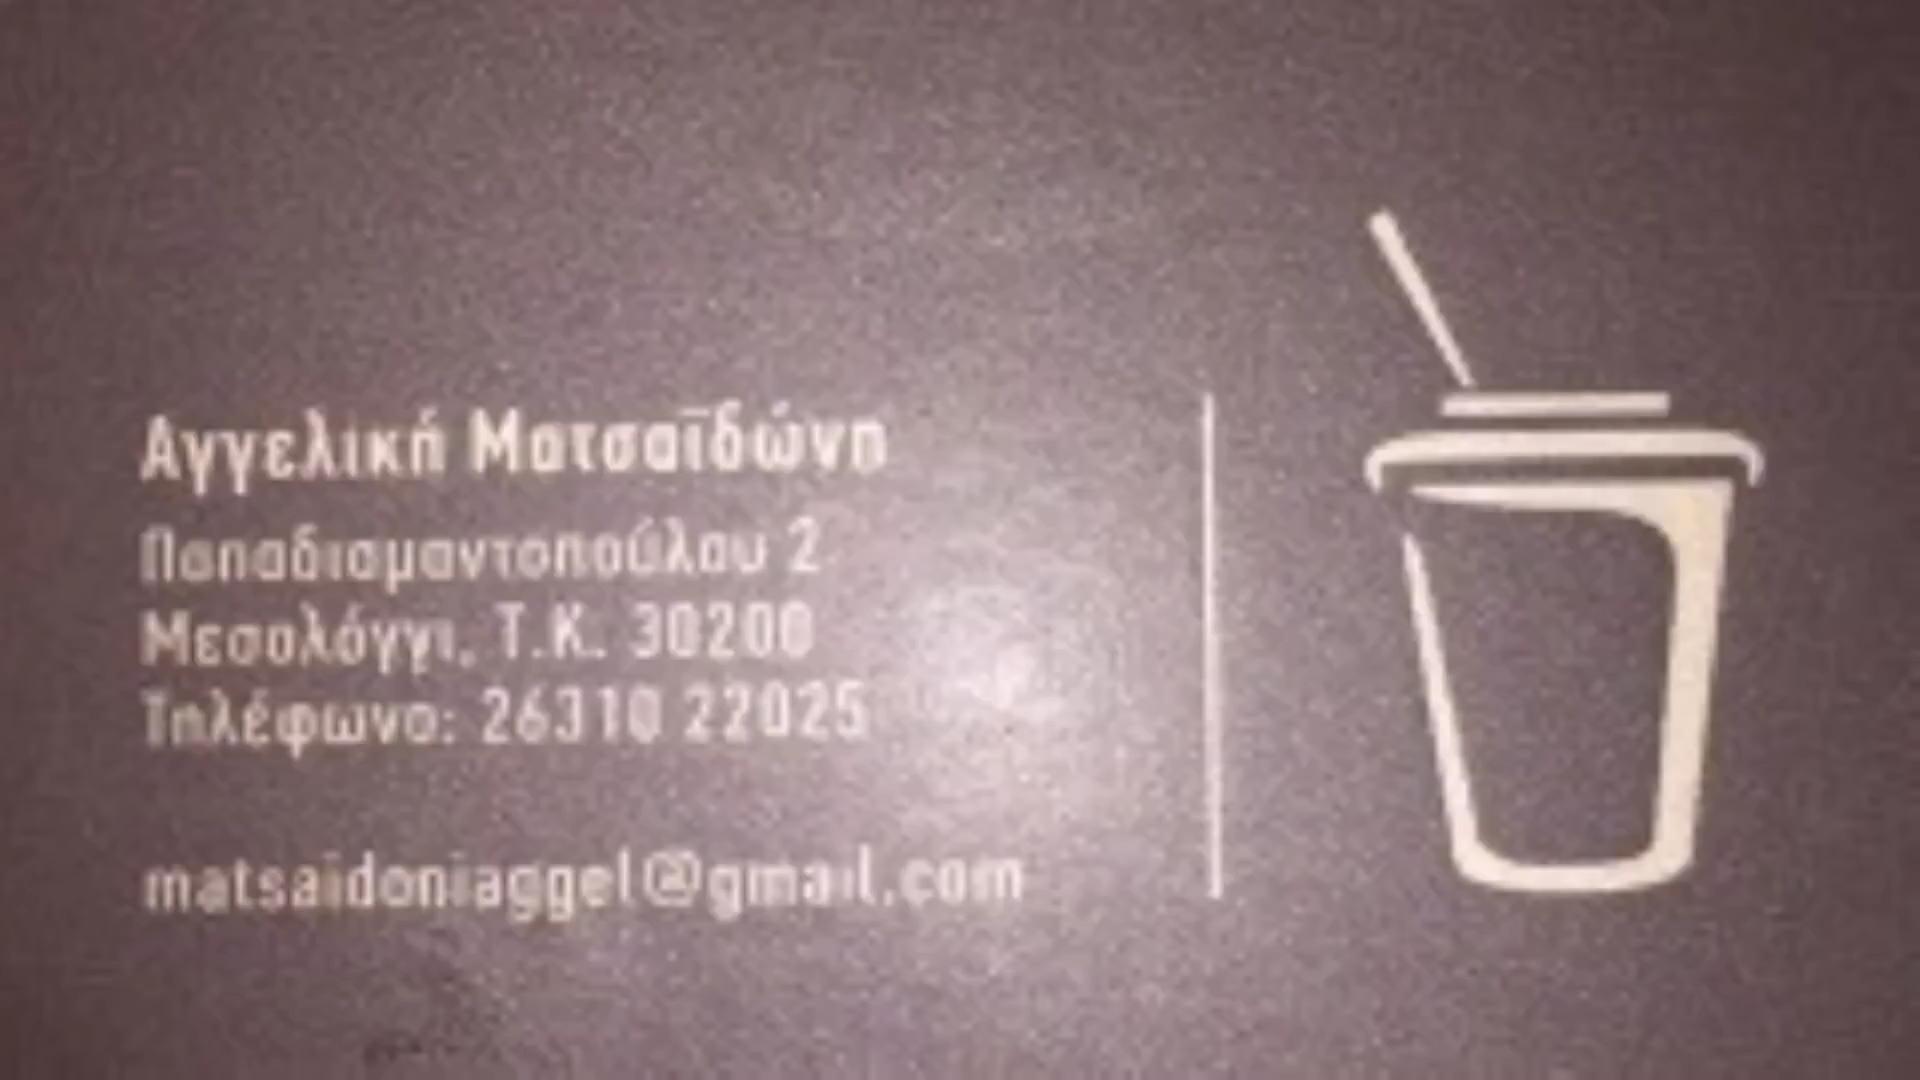 Αγγελική Ματσαϊδώνη
Παπαδιαμαντοπούλου 2
Μεσολόγγι, Τ.Κ. 30200
Τηλέφωνο: 26310 22025
matsaidoniaggel@gmail.com